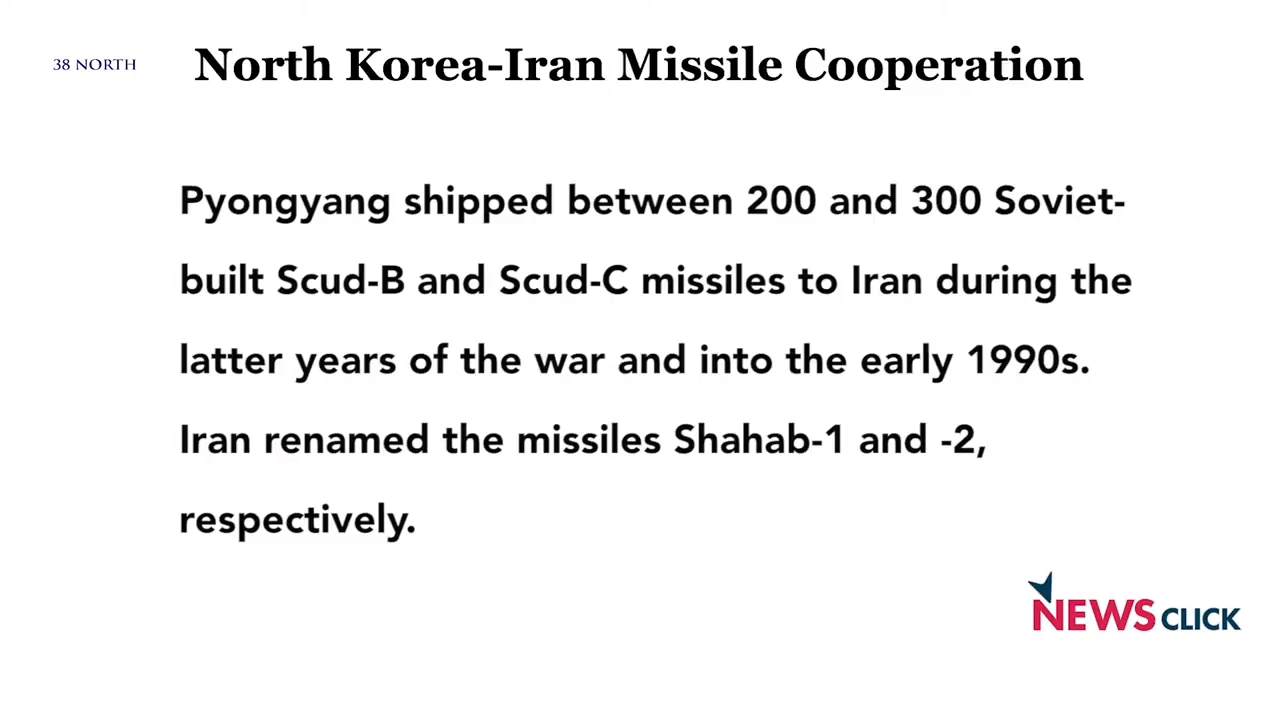 38 NORTH
North Korea-Iran Missile Cooperation
Pyongyang shipped between 200 and 300 Soviet-
built Scud-B and Scud-C missiles to Iran during the
latter years of the war and into the early 1990s.
Iran renamed the missiles Shahab-1 and -2,
respectively.
NEWS CLICK